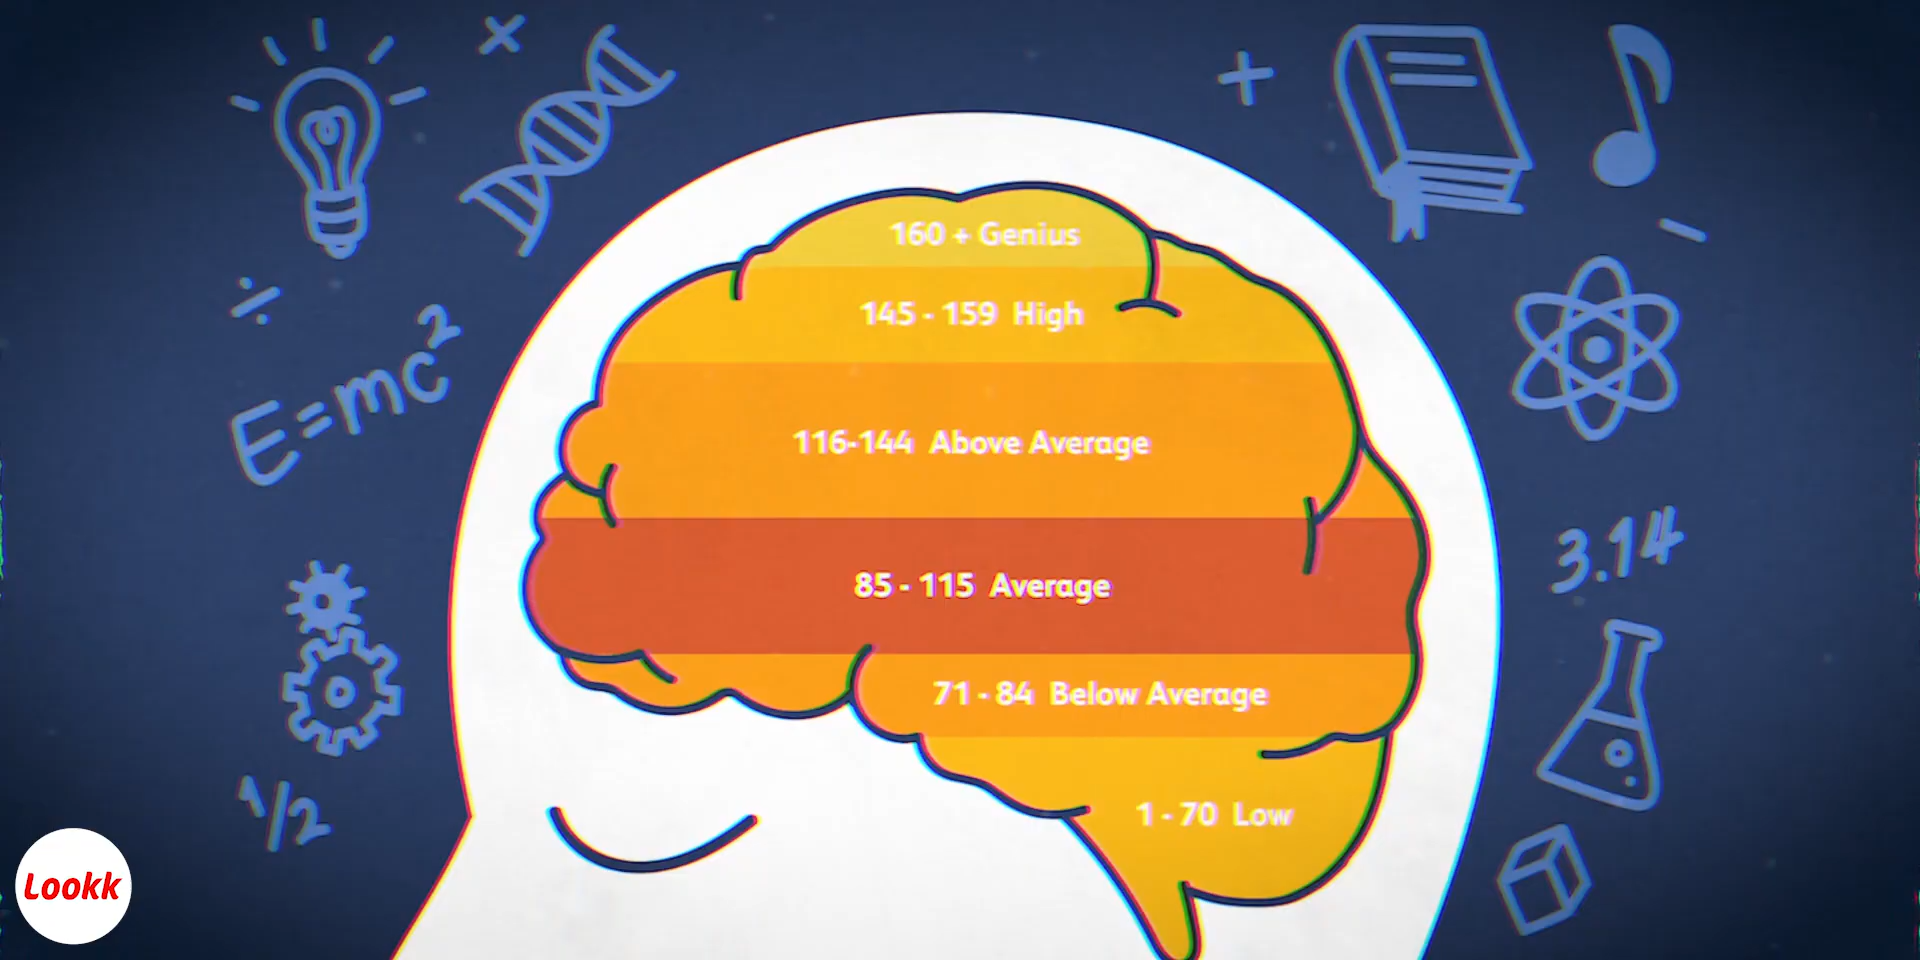 160 + Genius
145 - 159 High
116-144 Above Average
85 - 115 Average
71 - 84 Below Average
1 - 70 Low
E=mc²
1/2
3.14
Lookk